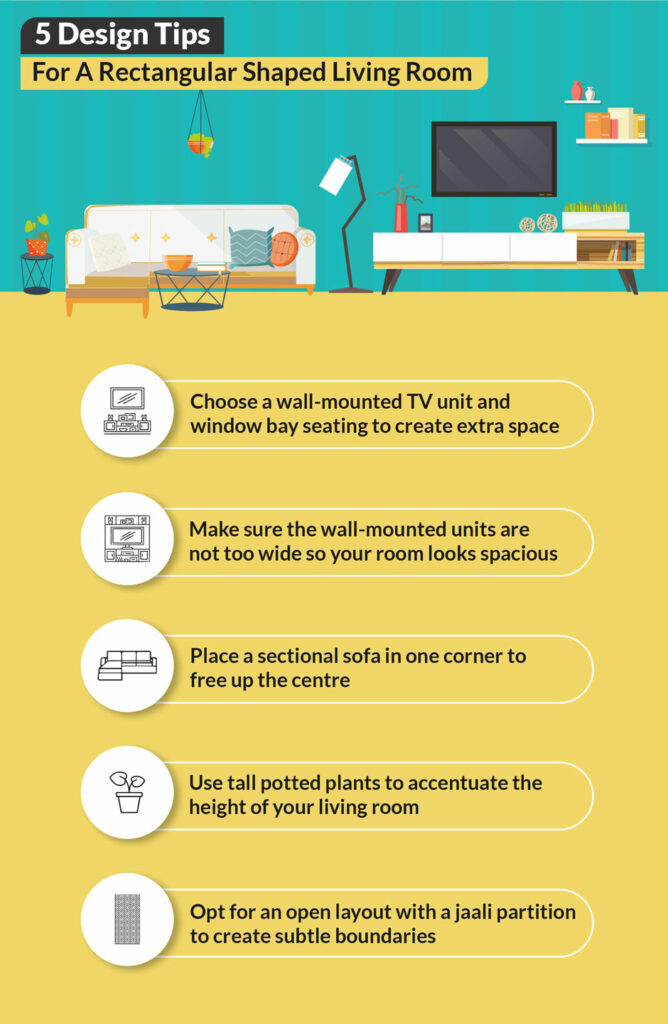 5 Design Tips
For A Rectangular Shaped Living Room
Choose a wall-mounted TV unit and
window bay seating to create extra space
Make sure the wall-mounted units are
not too wide so your room looks spacious
Place a sectional sofa in one corner to
free up the centre
Use tall potted plants to accentuate the
height of your living room
Opt for an open layout with a jaali partition
to create subtle boundaries